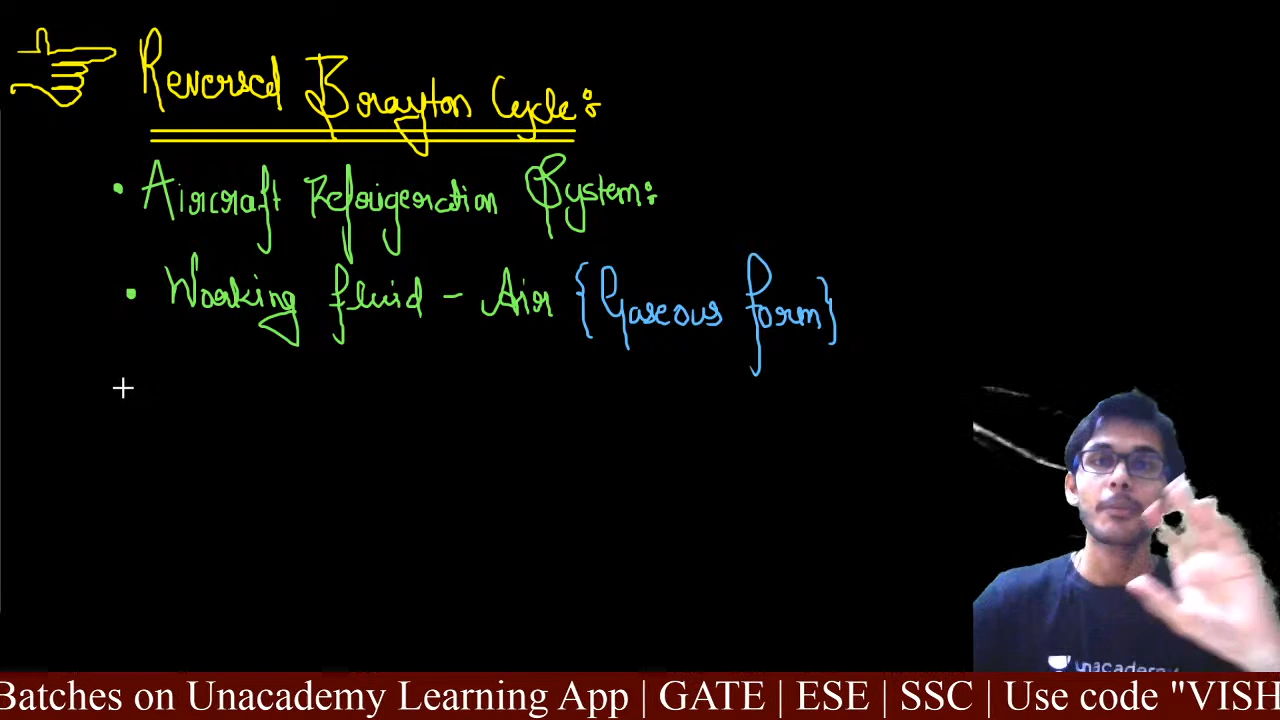 Reversed Brayton Cycle:
• Aircraft Refrigeration System:
• Working fluid - Air {Gaseous form}
unacademy
Batches on Unacademy Learning App | GATE | ESE | SSC | Use code "VISH